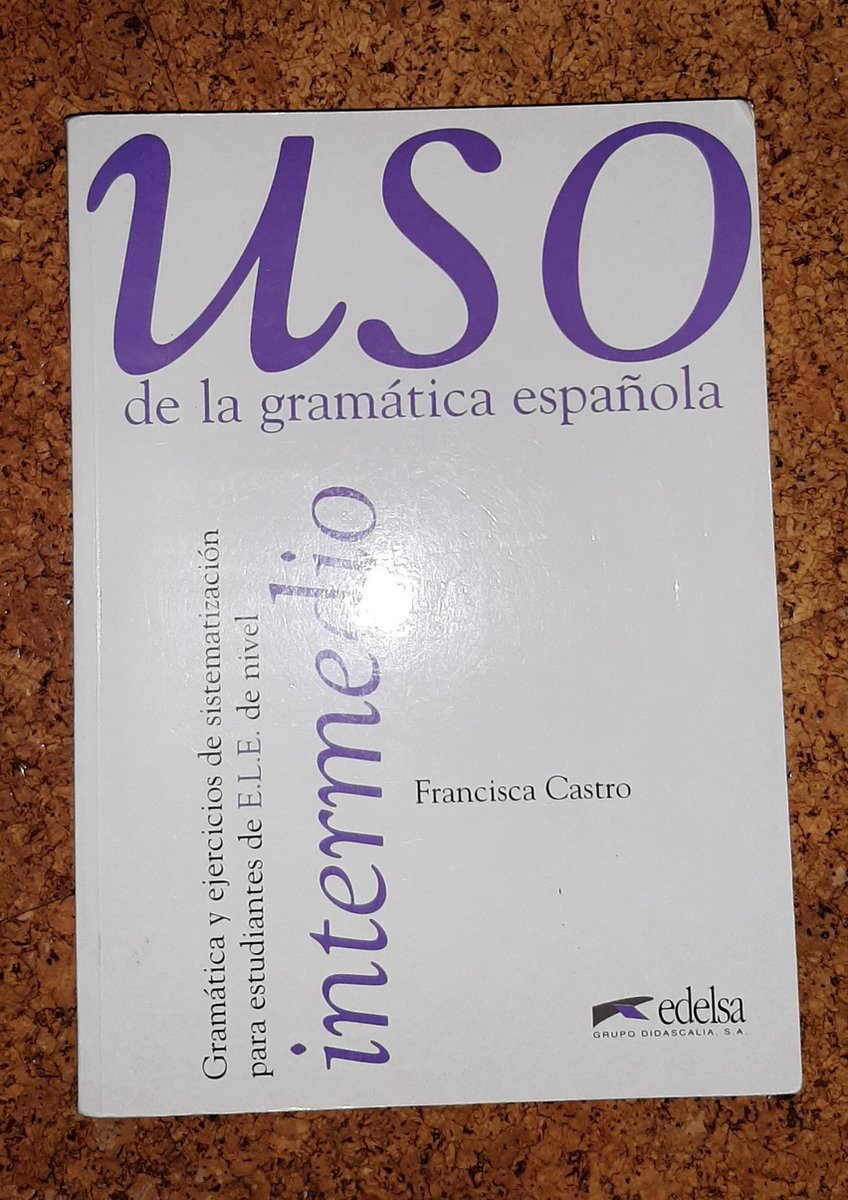 uso
de la gramática española
Gramática y ejercicios de sistematización
para estudiantes de E.L.E. de nivel
intermedio
Francisca Castro
edelsa
GRUPO DIDASCALIA, S.A.